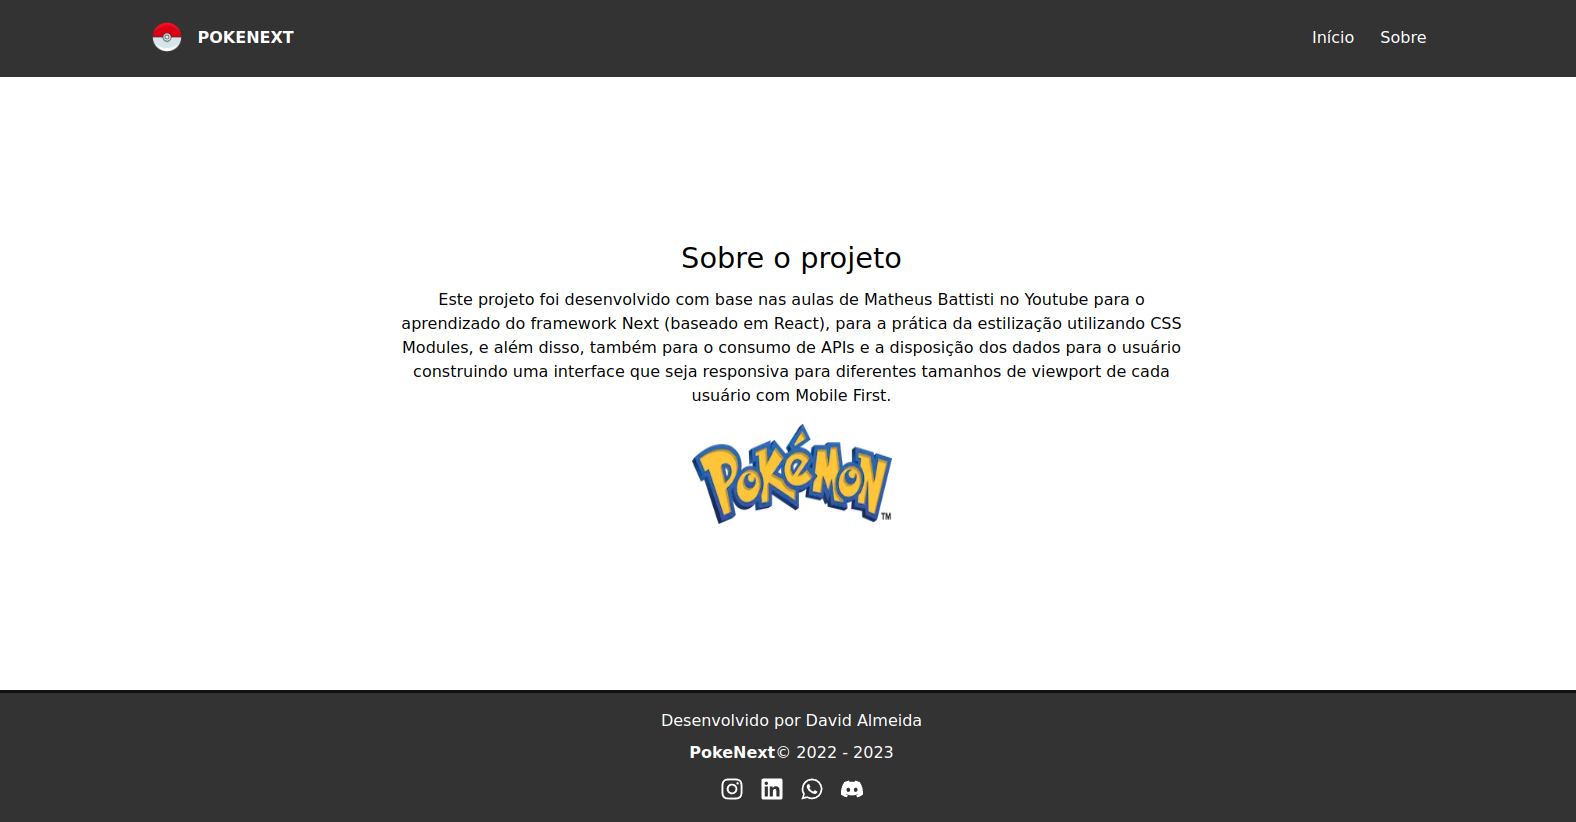 POKENEXT
Início
Sobre
Sobre o projeto
Este projeto foi desenvolvido com base nas aulas de Matheus Battisti no Youtube para o
aprendizado do framework Next (baseado em React), para a prática da estilização utilizando CSS
Modules, e além disso, também para o consumo de APIs e a disposição dos dados para o usuário
construindo uma interface que seja responsiva para diferentes tamanhos de viewport de cada
usuário com Mobile First.
Pokémon
TM
Desenvolvido por David Almeida
PokeNext© 2022 - 2023